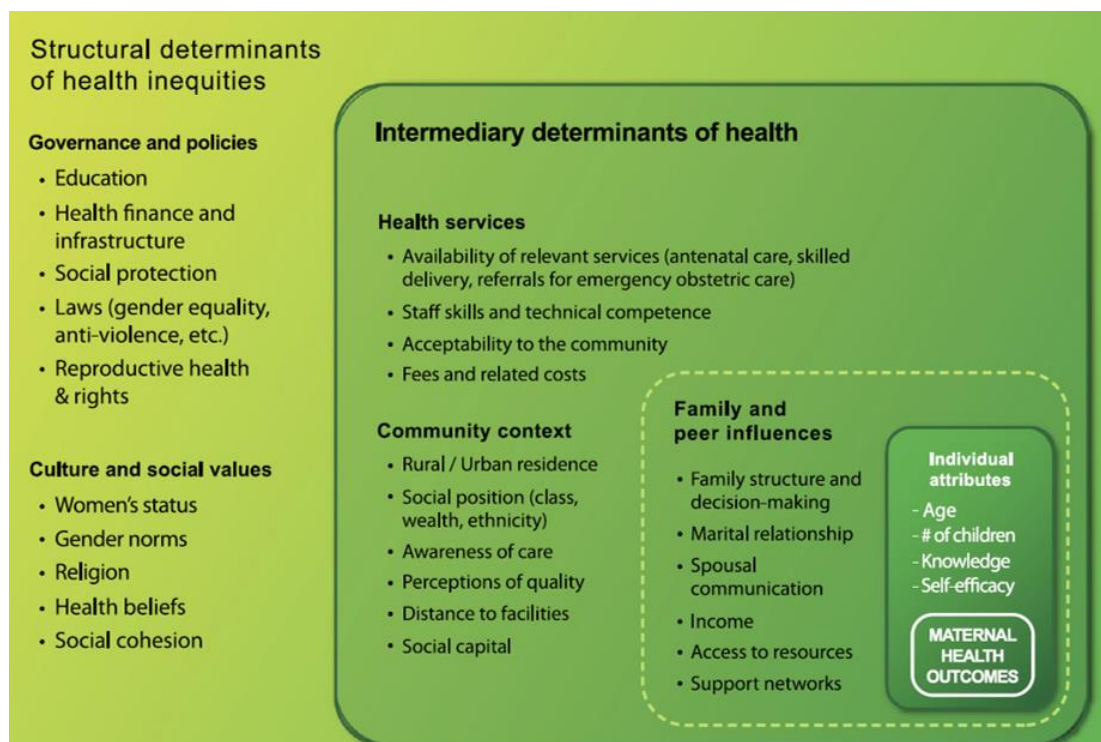 Structural determinants
of health inequities
Governance and policies
• Education
• Health finance and
infrastructure
• Social protection
• Laws (gender equality,
anti-violence, etc.)
• Reproductive health
& rights
Culture and social values
• Women's status
• Gender norms
• Religion
• Health beliefs
• Social cohesion
Intermediary determinants of health
Health services
• Availability of relevant services (antenatal care, skilled
delivery, referrals for emergency obstetric care)
• Staff skills and technical competence
• Acceptability to the community
• Fees and related costs
Community context
• Rural / Urban residence
• Social position (class,
wealth, ethnicity)
• Awareness of care
• Perceptions of quality
• Distance to facilities
• Social capital
Family and
peer influences
• Family structure and
decision-making
• Marital relationship
• Spousal
communication
• Income
• Access to resources
• Support networks
Individual
attributes
- Age
- # of children
- Knowledge
- Self-efficacy
MATERNAL
HEALTH
OUTCOMES